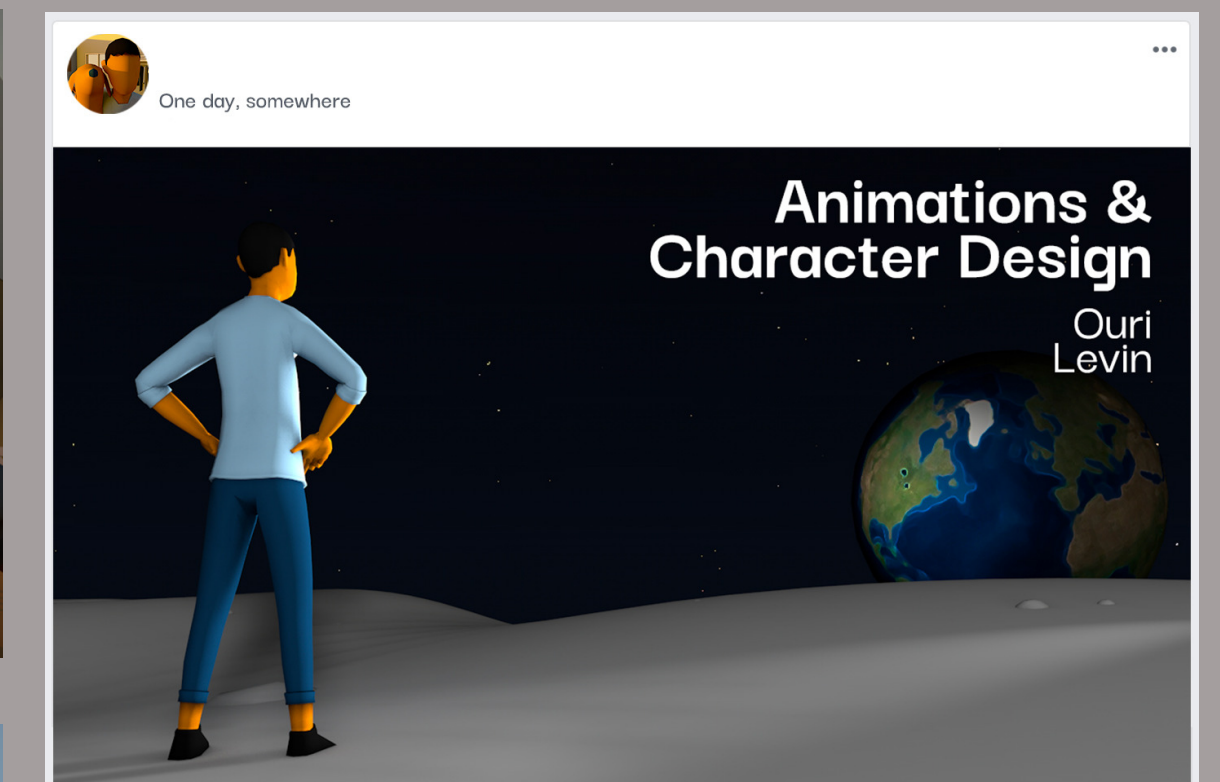 One day, somewhere
Animations &
Character Design
Ouri
Levin